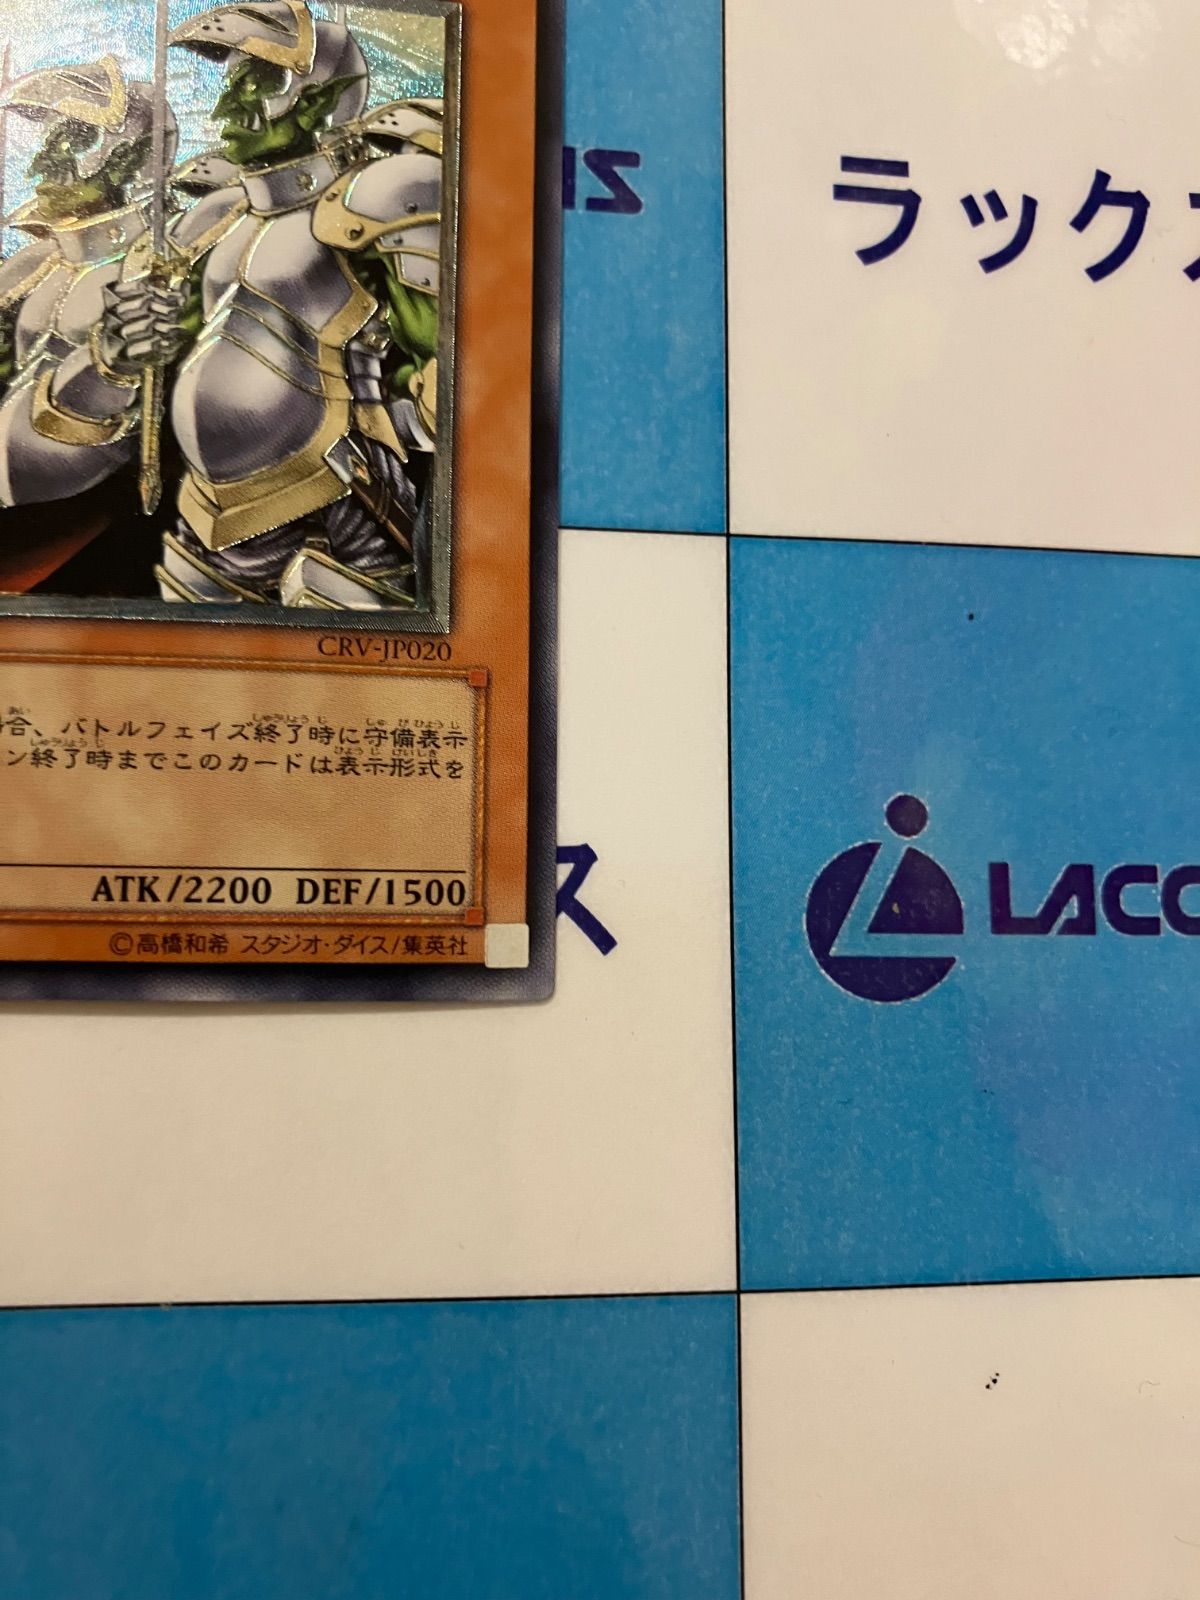 ラック
CRV-JP020
合、バトルフェイズ終了時に守備表示
ン終了時までこのカードは表示形式を
ATK/2200 DEF/1500
©高橋和希 スタジオ・ダイス/集英社
ス
LACO